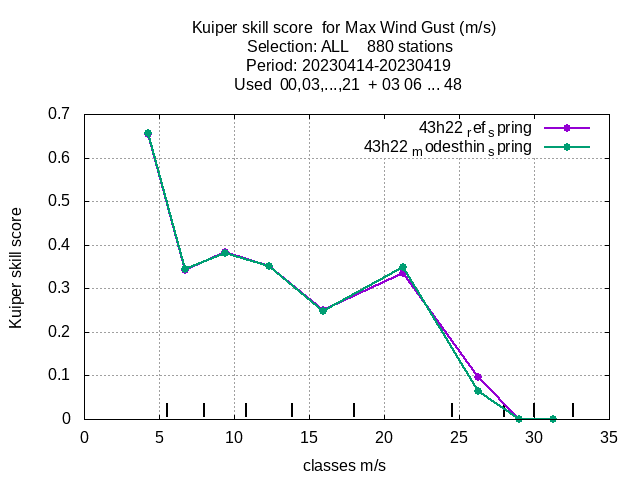 Kuiper skill score  for Max Wind Gust (m/s)
Selection: ALL    880 stations
Period: 20230414-20230419
Used  00,03,...,21  + 03 06 ... 48
43h22 ref spring
43h22 modesthin spring
Kuiper skill score
0.7
0.6
0.5
0.4
0.3
0.2
0.1
0
0 5 10 15 20 25 30 35
classes m/s